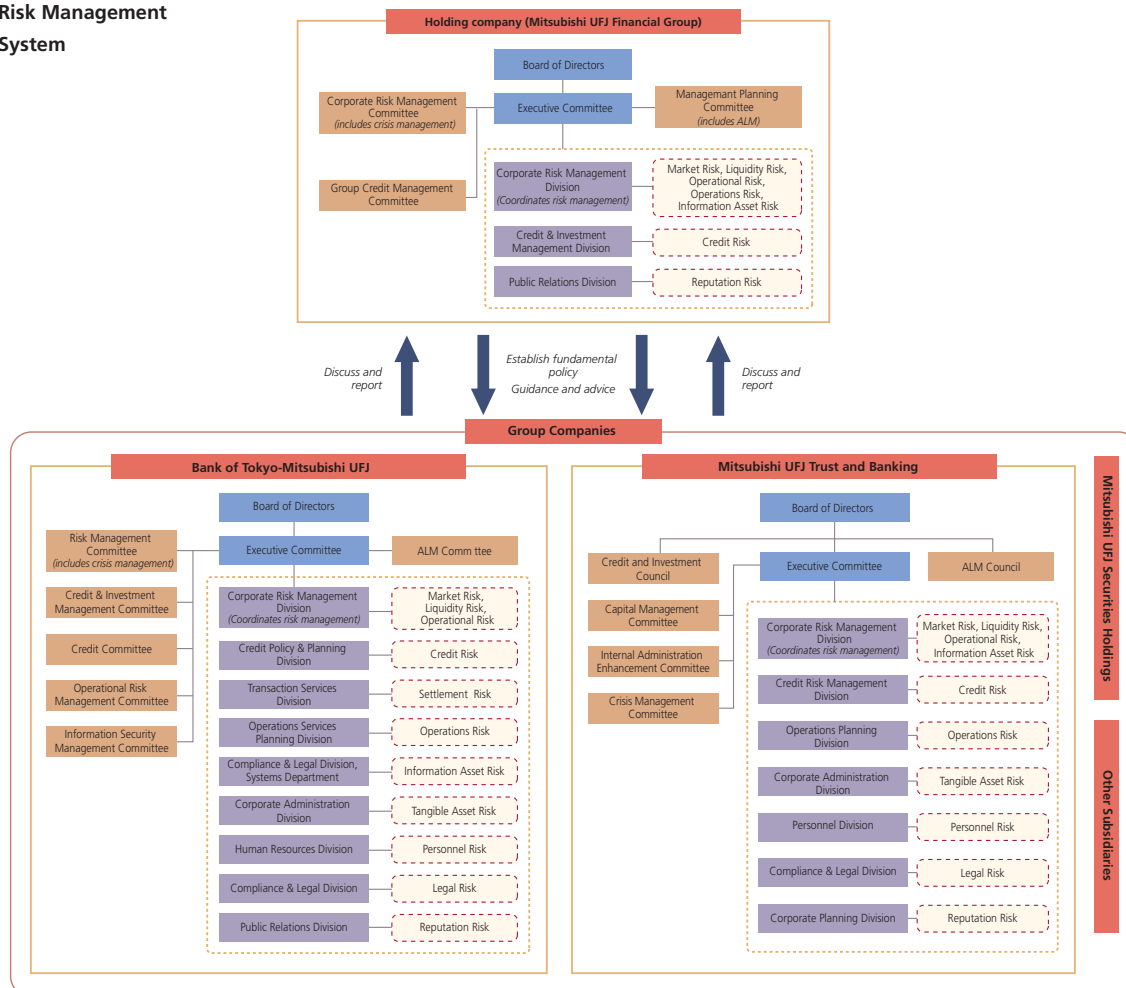 Risk Management
System
Holding company (Mitsubishi UFJ Financial Group)
Board of Directors
Executive Committee
Corporate Risk Management
Committee
(includes crisis management)
Managemant Planning
Committee
(includes ALM)
Group Credit Management
Committee
Corporate Risk Management
Division
(Coordinates risk management)
Market Risk, Liquidity Risk,
Operational Risk,
Operations Risk,
Information Asset Risk
Credit & Investment
Management Division
Credit Risk
Public Relations Division
Reputation Risk
Discuss and
report
Establish fundamental
policy
Guidance and advice
Discuss and
report
Group Companies
Bank of Tokyo-Mitsubishi UFJ
Board of Directors
Risk Management
Committee
(includes crisis management)
Executive Committee
ALM Comm ttee
Credit & Investment
Management Committee
Credit Committee
Operational Risk
Management Committee
Information Security
Management Committee
Corporate Risk Management
Division
(Coordinates risk management)
Market Risk,
Liquidity Risk,
Operational Risk
Credit Policy & Planning
Division
Credit Risk
Transaction Services
Division
Settlement Risk
Operations Services
Planning Division
Operations Risk
Compliance & Legal Division,
Systems Department
Information Asset Risk
Corporate Administration
Division
Tangible Asset Risk
Human Resources Division
Personnel Risk
Compliance & Legal Division
Legal Risk
Public Relations Division
Reputation Risk
Mitsubishi UFJ Trust and Banking
Board of Directors
Credit and Investment
Council
Executive Committee
ALM Council
Capital Management
Committee
Internal Administration
Enhancement Committee
Crisis Management
Committee
Corporate Risk Management
Division
(Coordinates risk management)
Market Risk, Liquidity Risk,
Operational Risk,
Information Asset Risk
Credit Risk Management
Division
Credit Risk
Operations Planning
Division
Operations Risk
Corporate Administration
Division
Tangible Asset Risk
Personnel Division
Personnel Risk
Compliance & Legal Division
Legal Risk
Corporate Planning Division
Reputation Risk
Mitsubishi UFJ Securities Holdings
Other Subsidiaries